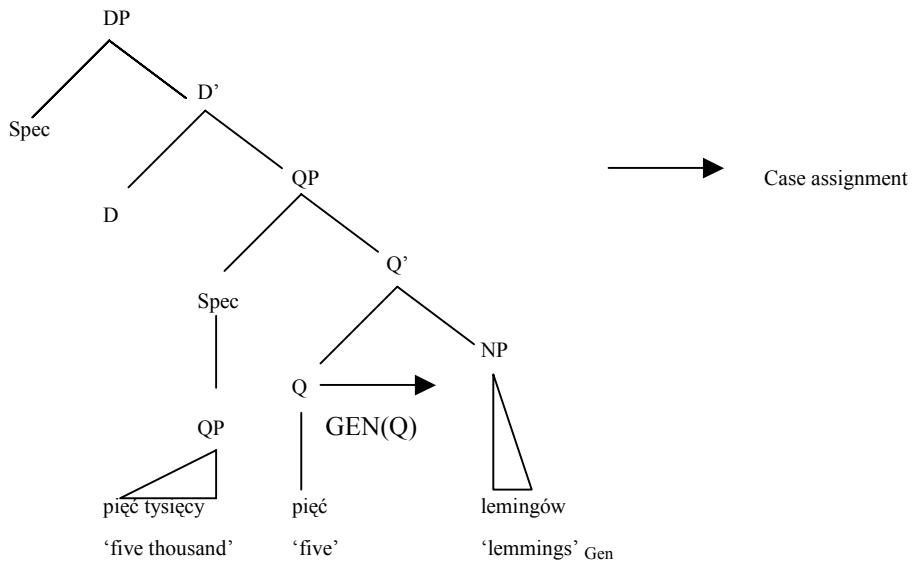 DP
D’
Spec
QP
Case assignment
D
Q’
Spec
NP
Q
GEN(Q)
QP
pięć tysięcy pięć lemingów
‘five thousand’ ‘five’ ‘lemmings’ Gen